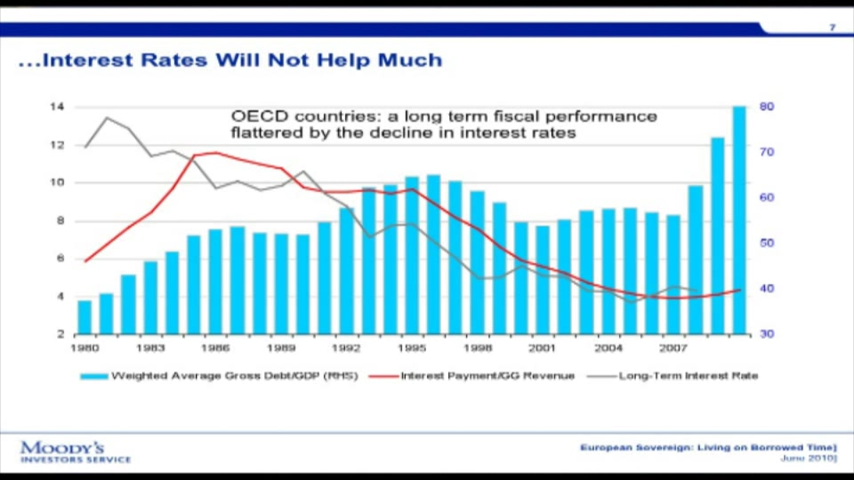 7
...Interest Rates Will Not Help Much
OECD countries: a long term fiscal performance
flattered by the decline in interest rates
14
12
10
8
6
4
2
80
70
60
50
40
30
1980 1983 1986 1989 1992 1995 1998 2001 2004 2007
Weighted Average Gross Debt/GDP (RHS) Interest Payment/GG Revenue Long-Term Interest Rate
MOODY'S
INVESTORS SERVICE
European Sovereign: Living on Borrowed Time]
June 2010]